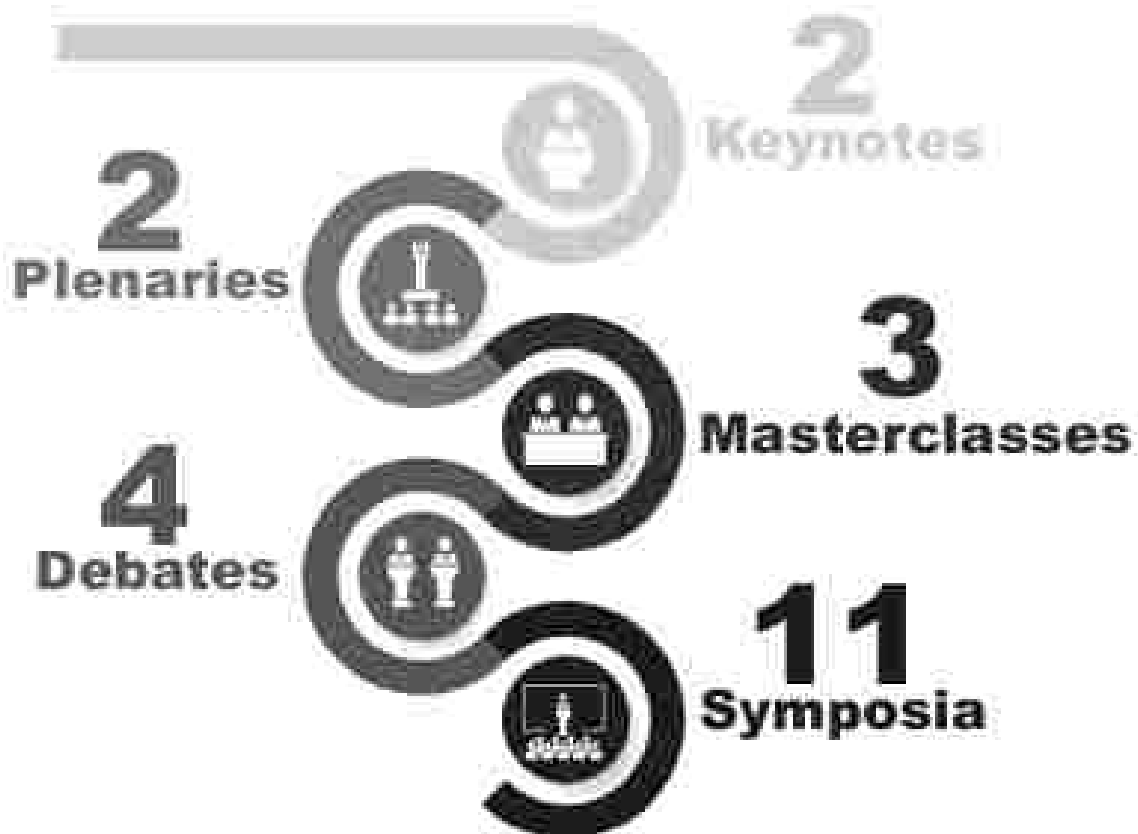 2
Keynotes
2
Plenaries
3
Masterclasses
4
Debates
11
Symposia